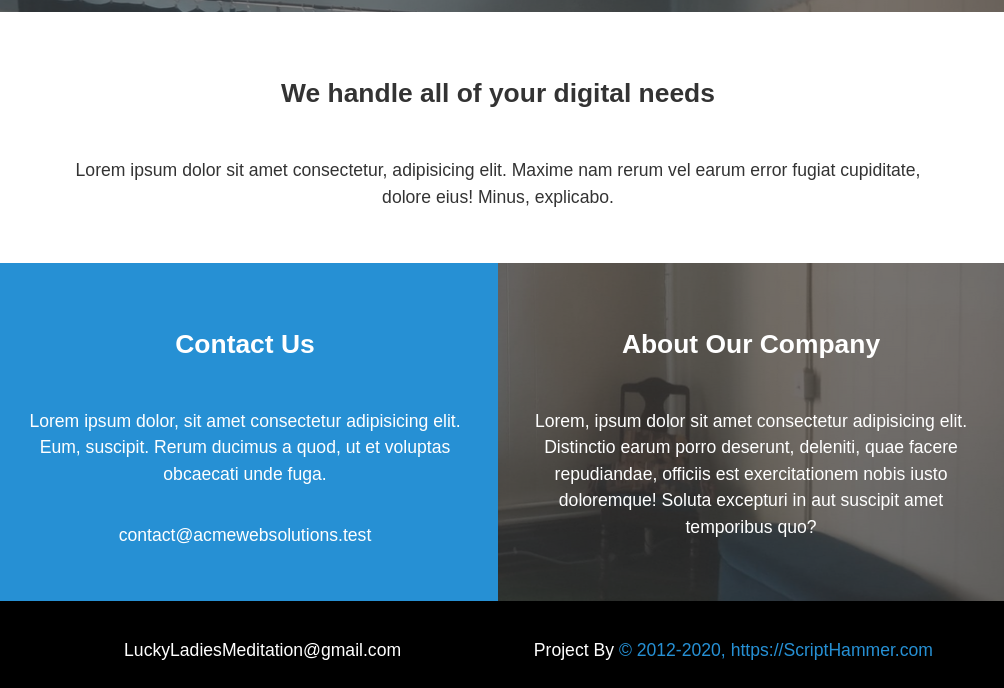 We handle all of your digital needs
Lorem ipsum dolor sit amet consectetur, adipisicing elit. Maxime nam rerum vel earum error fugiat cupiditate,
dolore eius! Minus, explicabo.
Contact Us
Lorem ipsum dolor, sit amet consectetur adipisicing elit.
Eum, suscipit. Rerum ducimus a quod, ut et voluptas
obcaecati unde fuga.
contact@acmewebsolutions.test
About Our Company
Lorem, ipsum dolor sit amet consectetur adipisicing elit.
Distinctio earum porro deserunt, deleniti, quae facere
repudiandae, officiis est exercitationem nobis iusto
doloremque! Soluta excepturi in aut suscipit amet
temporibus quo?
LuckyLadiesMeditation@gmail.com
Project By © 2012-2020, https://ScriptHammer.com